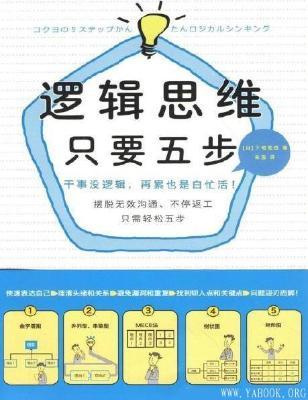 コクヨの5ステップかんたんロジカルシンキング
逻辑思维
只要五步
干事没逻辑，再累也是白忙活！
摆脱无效沟通、不停返工
只需轻松五步
快速表达自己 理清头绪和关系 避免漏洞和重复 找到切入点和关键点 问题迎刃而解！
1 2 3 4 5
金字塔图 并列型、串联型 MECE法 树状图 矩阵图
WWW.YABOOK.ORG